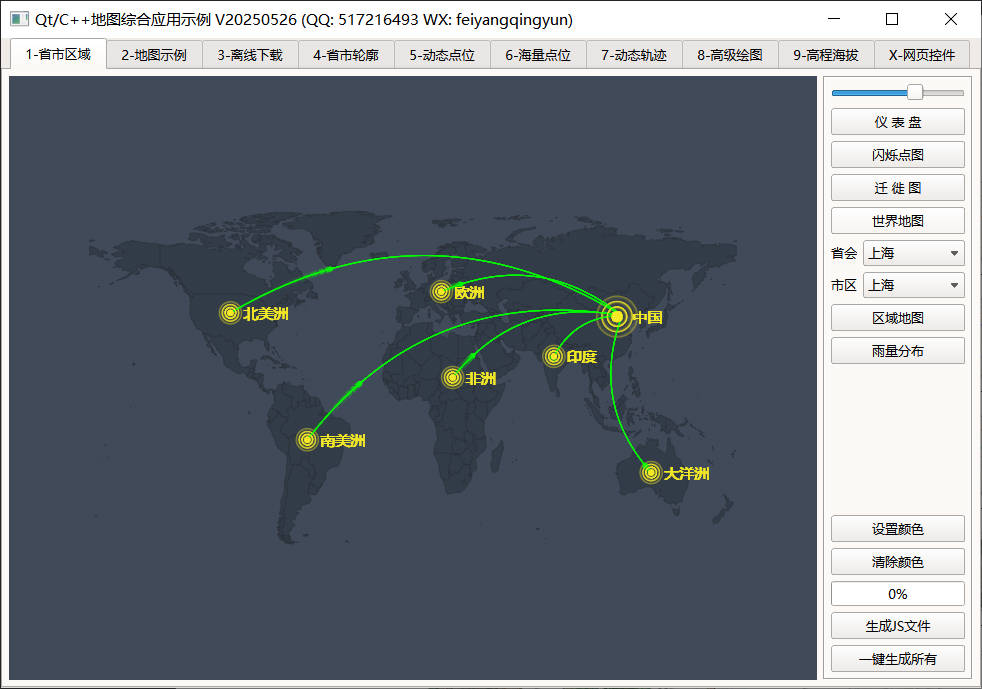 Qt/C++地图综合应用示例 V20250526 (QQ: 517216493 WX: feiyangqingyun)
1-省市区域 2-地图示例 3-离线下载 4-省市轮廓 5-动态点位 6-海量点位 7-动态轨迹 8-高级绘图 9-高程海拔 X-网页控件
仪 表 盘
闪烁点图
迁 徙 图
世界地图
省会 上海
市区 上海
区域地图
雨量分布
设置颜色
清除颜色
0%
生成JS文件
一键生成所有
欧洲
北美洲
中国
印度
非洲
南美洲
大洋洲